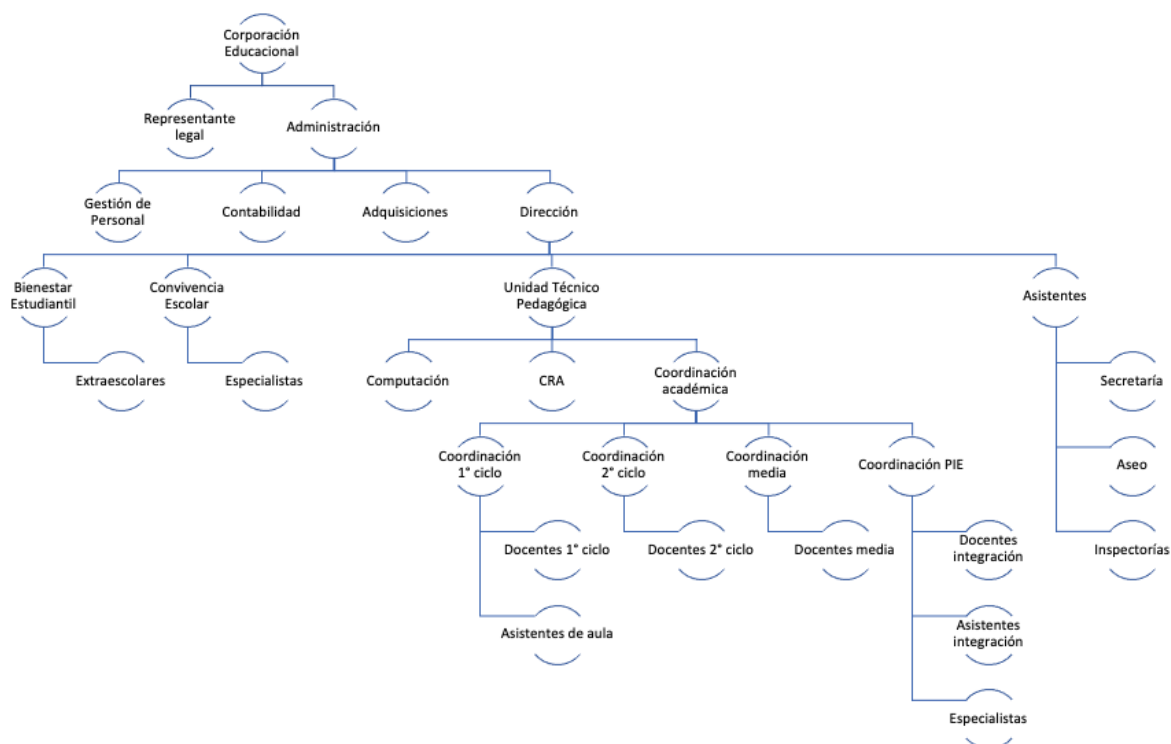 Corporación
Educacional
Representante
legal
Administración
Gestión de
Personal
Contabilidad
Adquisiciones
Dirección
Bienestar
Estudiantil
Convivencia
Escolar
Unidad Técnico
Pedagógica
Asistentes
Extraescolares
Especialistas
Computación
CRA
Coordinación
académica
Secretaría
Coordinación
1° ciclo
Coordinación
2° ciclo
Coordinación
media
Coordinación PIE
Aseo
Docentes 1° ciclo
Docentes 2° ciclo
Docentes media
Docentes
integración
Inspectorías
Asistentes de aula
Asistentes
integración
Especialistas